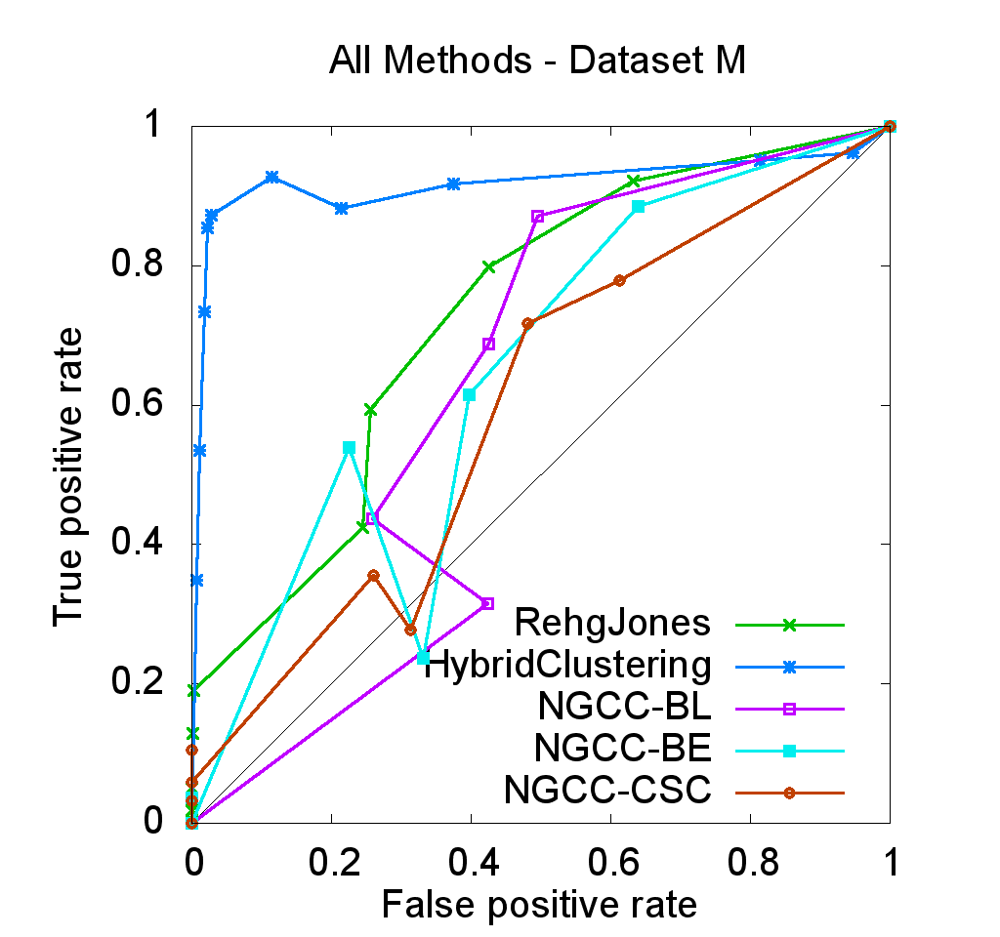 All Methods - Dataset M
1
0.8
0.6
0.4
0.2
0
True positive rate
RehgJones
HybridClustering
NGCC-BL
NGCC-BE
NGCC-CSC
0 0.2 0.4 0.6 0.8 1
False positive rate